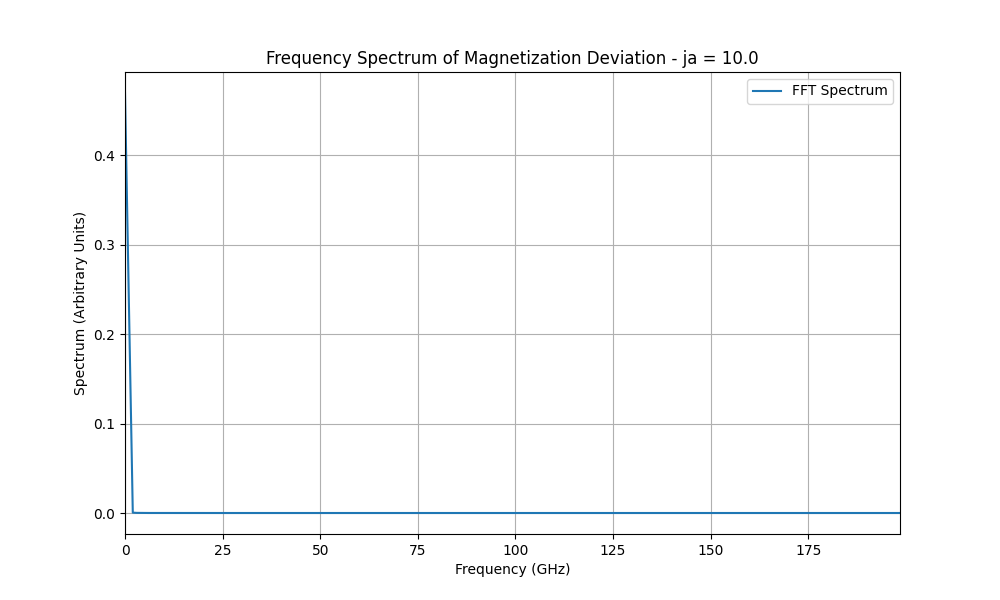 Frequency Spectrum of Magnetization Deviation - ja = 10.0
FFT Spectrum
Spectrum (Arbitrary Units)
0.4
0.3
0.2
0.1
0.0
0 25 50 75 100 125 150 175
Frequency (GHz)